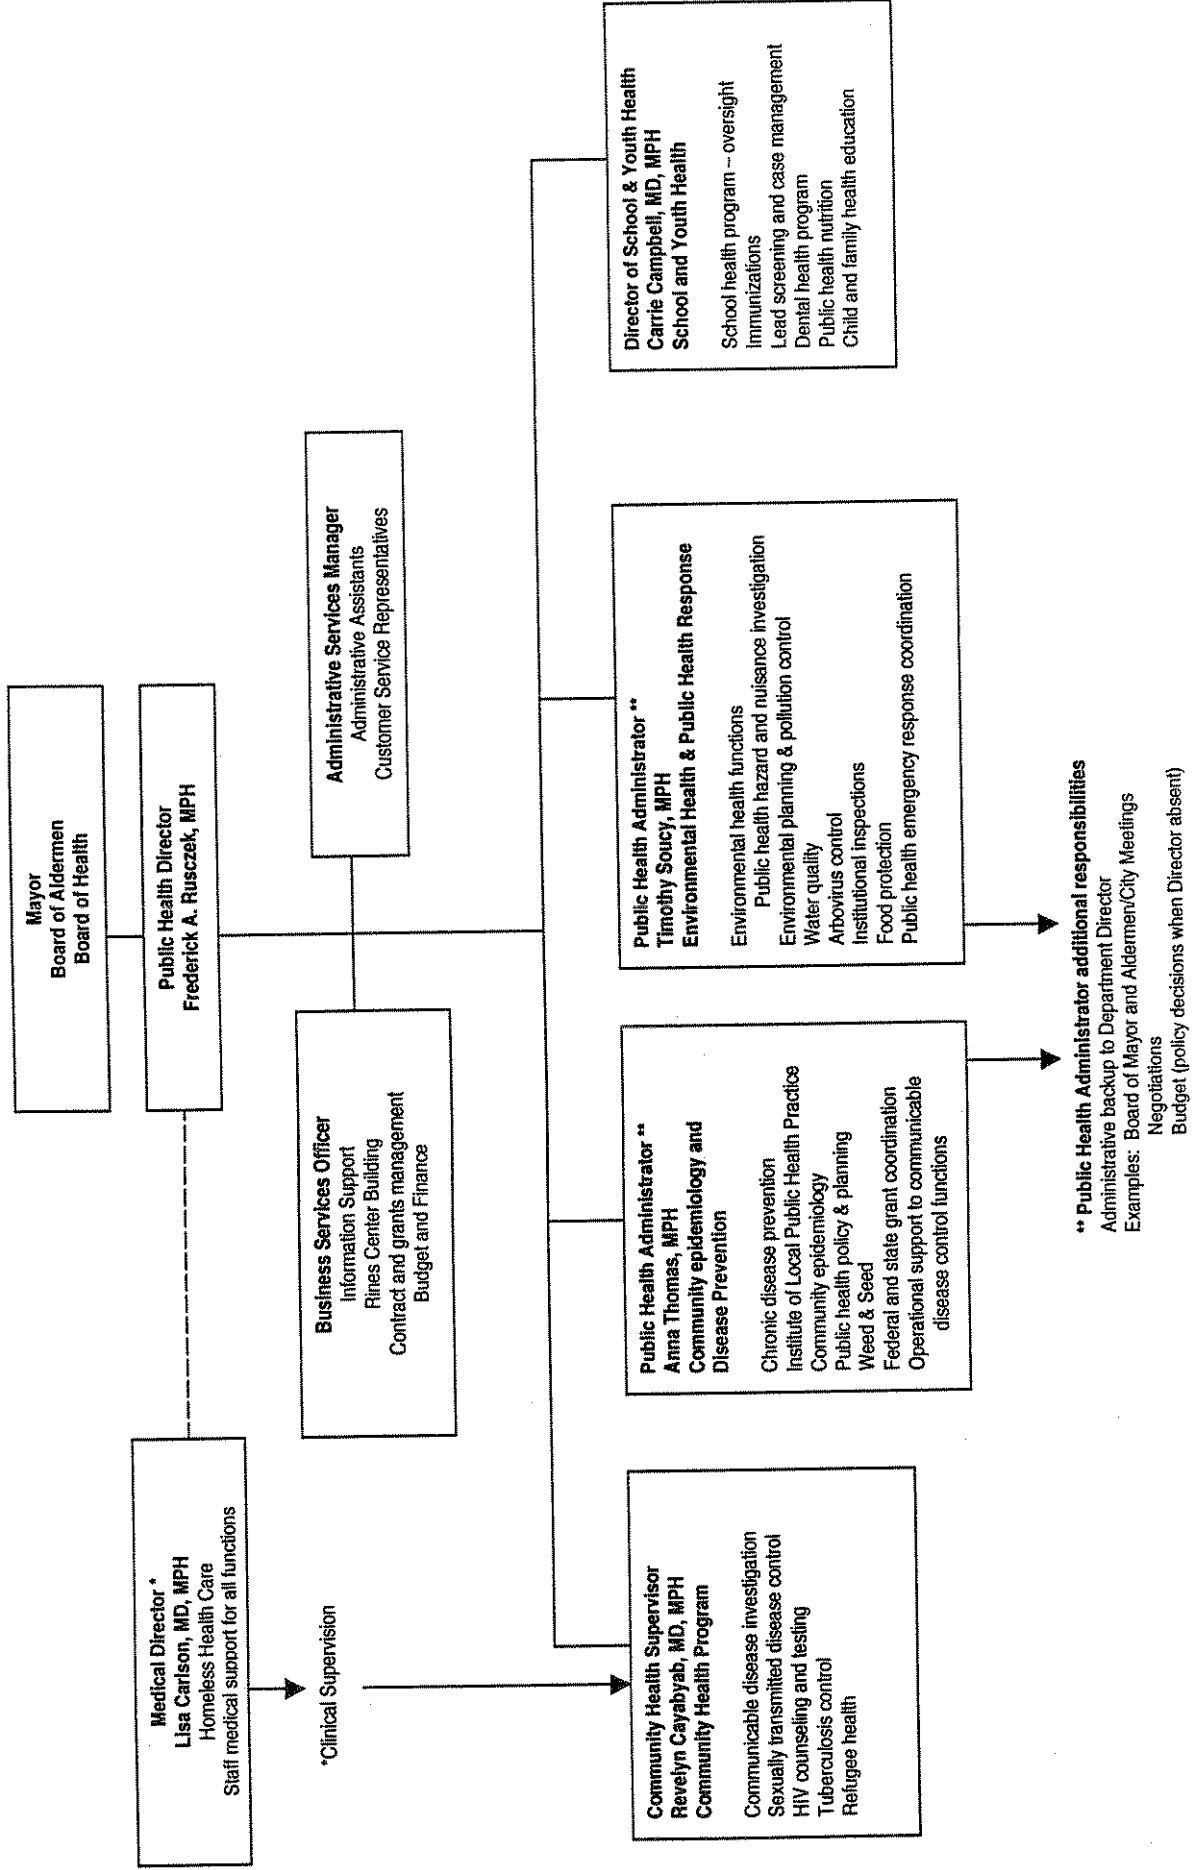 Mayor
Board of Aldermen
Board of Health
Public Health Director
Frederick A. Rusczek, MPH
Medical Director *
Lisa Carlson, MD, MPH
Homeless Health Care
Staff medical support for all functions
*Clinical Supervision
Business Services Officer
Information Support
Rines Center Building
Contract and grants management
Budget and Finance
Administrative Services Manager
Administrative Assistants
Customer Service Representatives
Community Health Supervisor
Revelyn Cayabyab, MD, MPH
Community Health Program
Communicable disease investigation
Sexually transmitted disease control
HIV counseling and testing
Tuberculosis control
Refugee health
Public Health Administrator **
Anna Thomas, MPH
Community epidemiology and
Disease Prevention
Chronic disease prevention
Institute of Local Public Health Practice
Community epidemiology
Public health policy & planning
Weed & Seed
Federal and state grant coordination
Operational support to communicable
disease control functions
Public Health Administrator **
Timothy Soucy, MPH
Environmental Health & Public Health Response
Environmental health functions
Public health hazard and nuisance investigation
Environmental planning & pollution control
Water quality
Arbovirus control
Institutional inspections
Food protection
Public health emergency response coordination
Director of School & Youth Health
Carrie Campbell, MD, MPH
School and Youth Health
School health program – oversight
Immunizations
Lead screening and case management
Dental health program
Public health nutrition
Child and family health education
** Public Health Administrator additional responsibilities
Administrative backup to Department Director
Examples: Board of Mayor and Aldermen/City Meetings
Negotiations
Budget (policy decisions when Director absent)